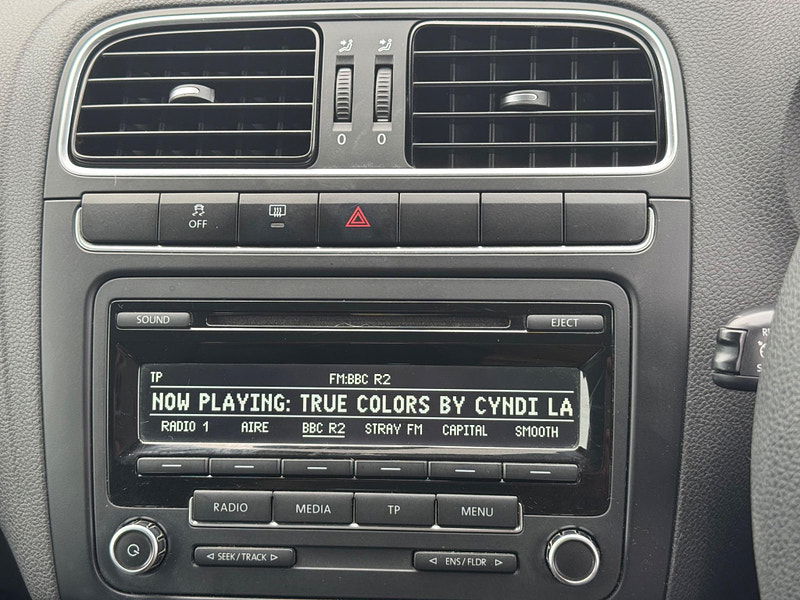 0 0
OFF
SOUND EJECT
TP FM:BBC R2
NOW PLAYING: TRUE COLORS BY CYNDI LA
RADIO 1 AIRE BBC R2 STRAY FM CAPITAL SMOOTH
RADIO MEDIA TP MENU
SEEK / TRACK ENS / FLDR